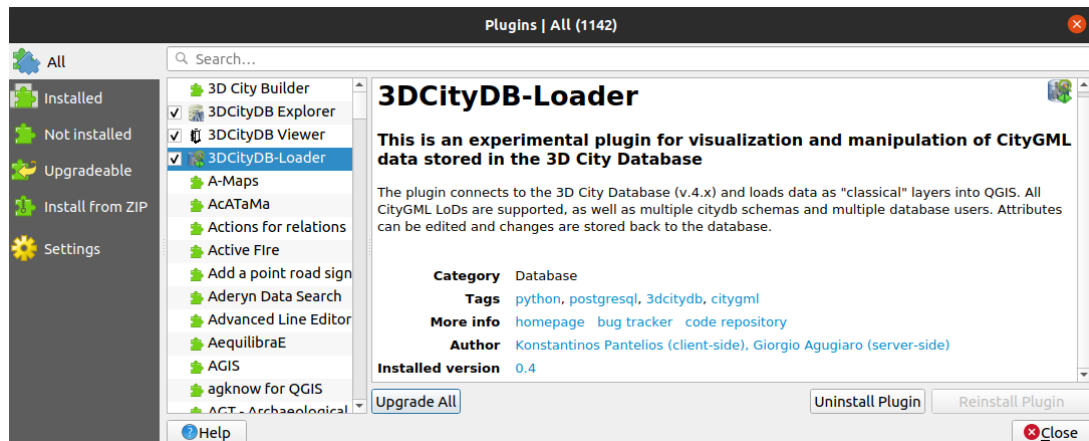 Plugins | All (1142)
All
Search...
Installed
Not installed
Upgradeable
Install from ZIP
Settings
3D City Builder
3DCityDB Explorer
3DCityDB Viewer
3DCityDB-Loader
A-Maps
AcATaMa
Actions for relations
Active FIre
Add a point road sign
Aderyn Data Search
Advanced Line Editor
AequilibraE
AGIS
agknow for QGIS
AGT - Archaeological
3DCityDB-Loader
This is an experimental plugin for visualization and manipulation of CityGML
data stored in the 3D City Database
The plugin connects to the 3D City Database (v.4.x) and loads data as "classical" layers into QGIS. All
CityGML LoDs are supported, as well as multiple citydb schemas and multiple database users. Attributes
can be edited and changes are stored back to the database.
Category Database
Tags python, postgresql, 3dcitydb, citygml
More info homepage bug tracker code repository
Author Konstantinos Pantelios (client-side), Giorgio Agugiaro (server-side)
Installed version 0.4
Upgrade All
Uninstall Plugin
Reinstall Plugin
Help
Close